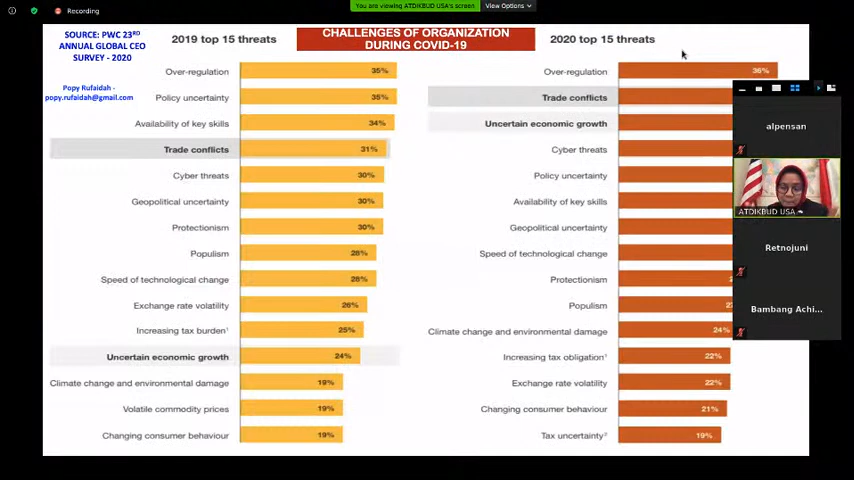 Recording
You are viewing ATDIKBUD USA's screen
View Options
SOURCE: PWC 23RD
ANNUAL GLOBAL CEO
SURVEY - 2020
Popy Rufaidah -
popy.rufaidah@gmail.com
CHALLENGES OF ORGANIZATION
DURING COVID-19
2019 top 15 threats
Over-regulation 35%
Policy uncertainty 35%
Availability of key skills 34%
Trade conflicts 31%
Cyber threats 30%
Geopolitical uncertainty 30%
Protectionism 30%
Populism 28%
Speed of technological change 28%
Exchange rate volatility 26%
Increasing tax burden¹ 25%
Uncertain economic growth 24%
Climate change and environmental damage 19%
Volatile commodity prices 19%
Changing consumer behaviour 19%
2020 top 15 threats
Over-regulation 36%
Trade conflicts
Uncertain economic growth
Cyber threats
Policy uncertainty
Availability of key skills
Geopolitical uncertainty
Speed of technological change
Protectionism
Populism
Climate change and environmental damage 24%
Increasing tax obligation¹ 22%
Exchange rate volatility 22%
Changing consumer behaviour 21%
Tax uncertainty² 19%
alpensan
ATDIKBUD USA
Retnojuni
Bambang Achi...